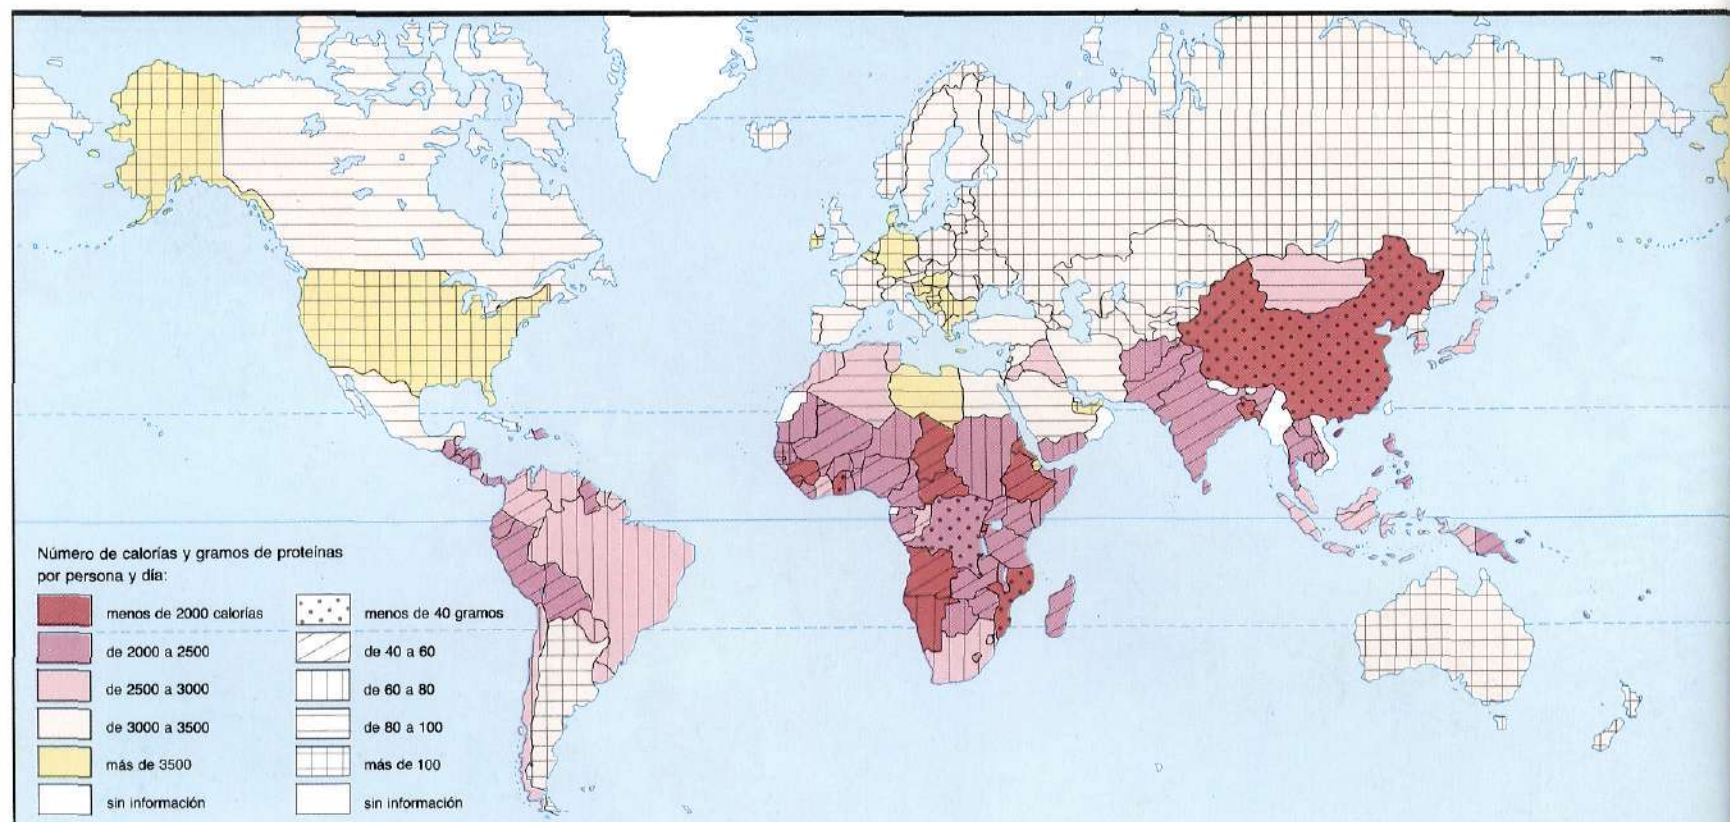 Número de calorías y gramos de proteínas
por persona y día:
menos de 2000 calorías
de 2000 a 2500
de 2500 a 3000
de 3000 a 3500
más de 3500
sin información
menos de 40 gramos
de 40 a 60
de 60 a 80
de 80 a 100
más de 100
sin información